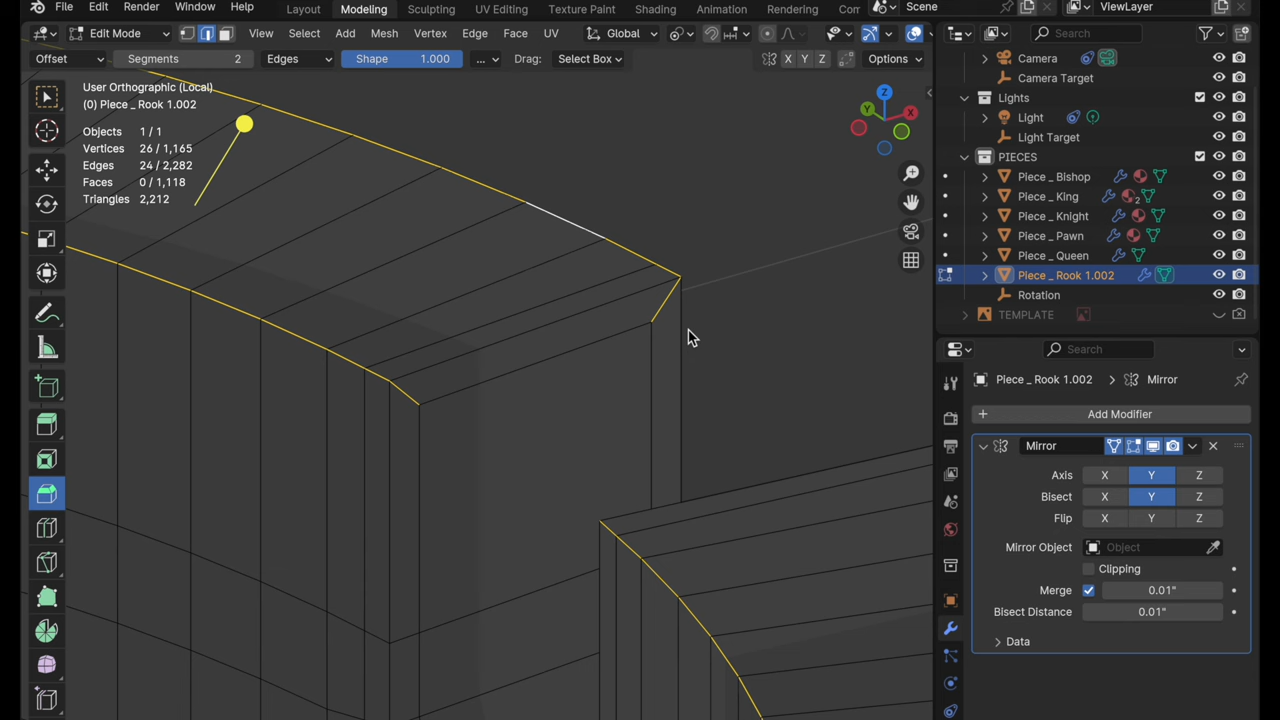 File Edit Render Window Help Layout Modeling Sculpting UV Editing Texture Paint Shading Animation Rendering Scene ViewLayer
Edit Mode View Select Add Mesh Vertex Edge Face UV Global Search
Offset Segments 2 Edges Shape 1.000 ... Drag: Select Box X Y Z Options
User Orthographic (Local)
(0) Piece _ Rook 1.002
Objects 1 / 1
Vertices 26 / 1,165
Edges 24 / 2,282
Faces 0 / 1,118
Triangles 2,212
Z
Y
X
Camera
Camera Target
Lights
Light
Light Target
PIECES
Piece _ Bishop
Piece _ King 2
Piece _ Knight
Piece _ Pawn
Piece _ Queen
Piece _ Rook 1.002
Rotation
TEMPLATE
Search
Piece _ Rook 1.002 Mirror
Add Modifier
Mirror
Axis X Y Z
Bisect X Y Z
Flip X Y Z
Mirror Object Object
Clipping
Merge 0.01"
Bisect Distance 0.01"
Data